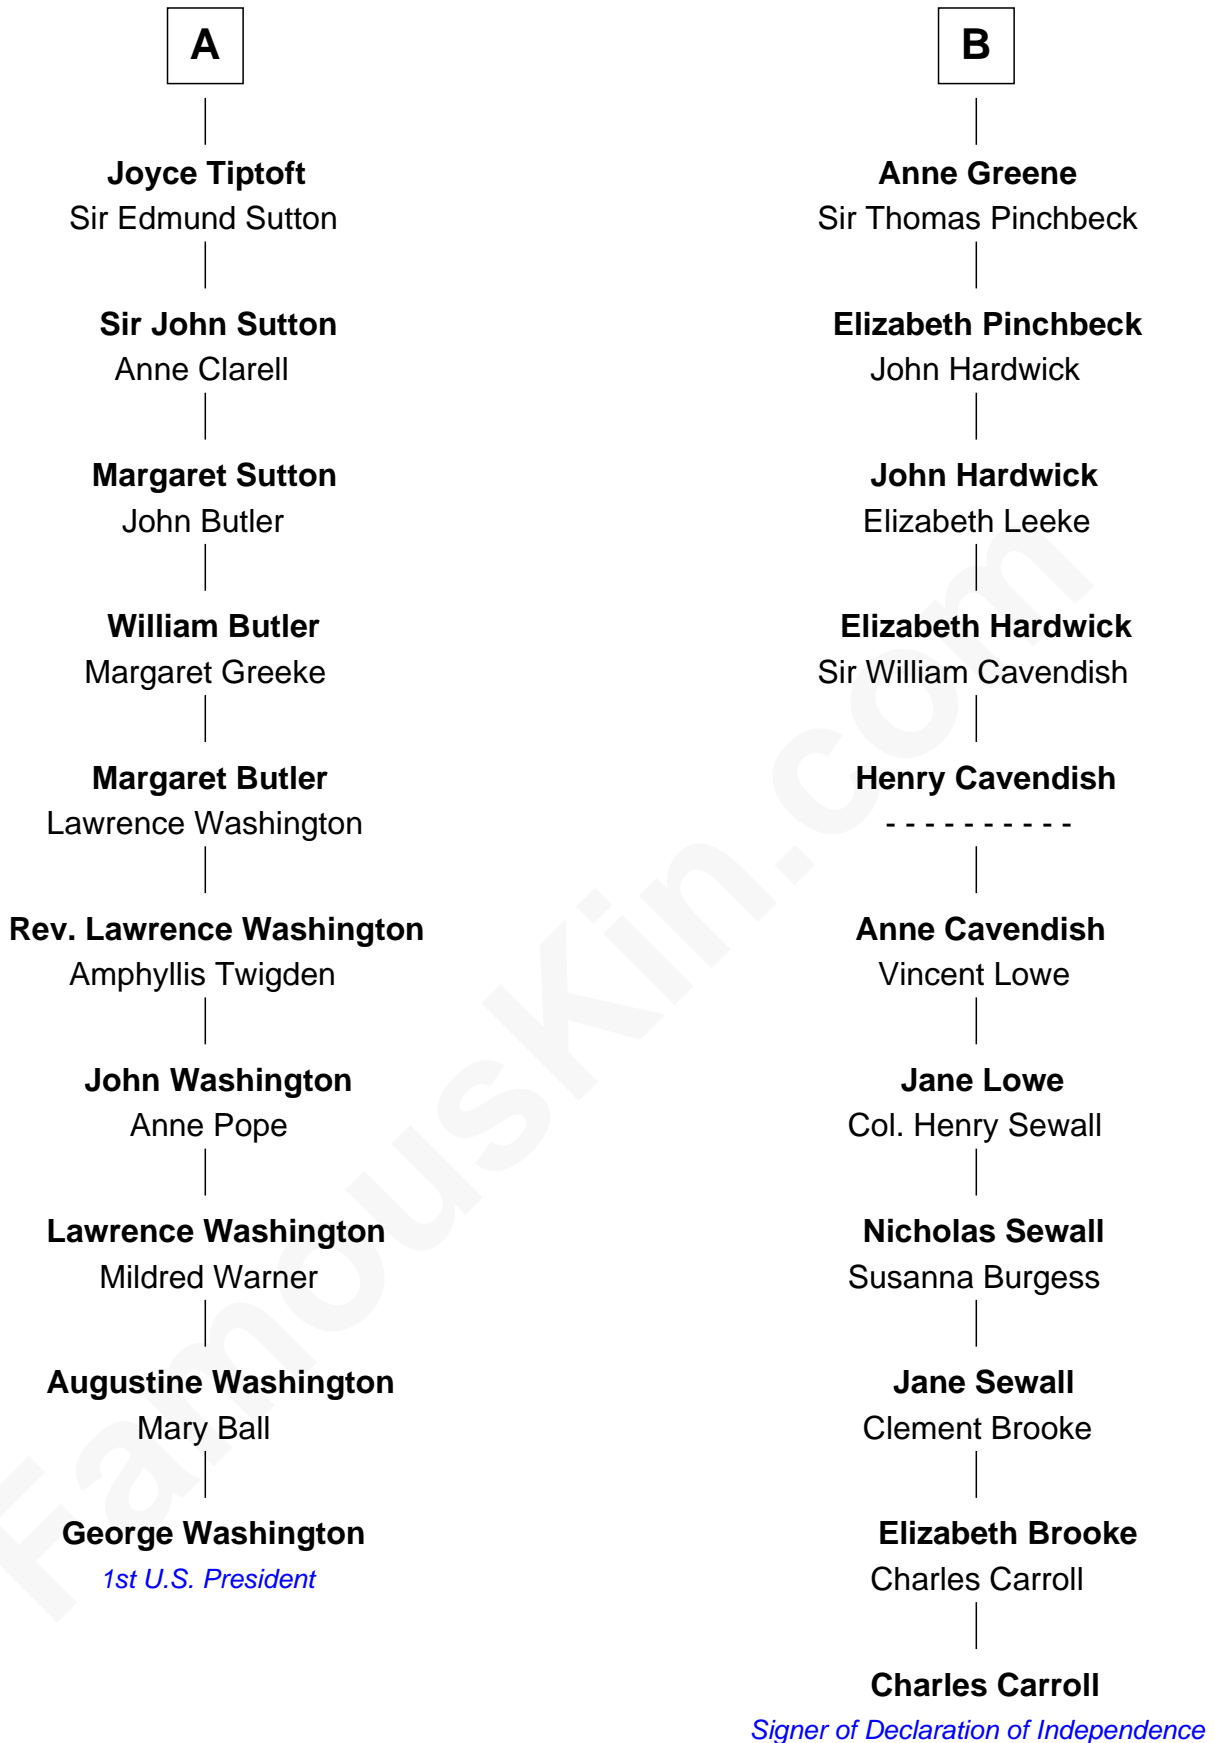 A
Joyce Tiptoft
Sir Edmund Sutton
Sir John Sutton
Anne Clarell
Margaret Sutton
John Butler
William Butler
Margaret Greeke
Margaret Butler
Lawrence Washington
Rev. Lawrence Washington
Amphyllis Twigden
John Washington
Anne Pope
Lawrence Washington
Mildred Warner
Augustine Washington
Mary Ball
George Washington
1st U.S. President
B
Anne Greene
Sir Thomas Pinchbeck
Elizabeth Pinchbeck
John Hardwick
John Hardwick
Elizabeth Leeke
Elizabeth Hardwick
Sir William Cavendish
Henry Cavendish
- - - - - - - - - -
Anne Cavendish
Vincent Lowe
Jane Lowe
Col. Henry Sewall
Nicholas Sewall
Susanna Burgess
Jane Sewall
Clement Brooke
Elizabeth Brooke
Charles Carroll
Charles Carroll
Signer of Declaration of Independence
FamousKin.com